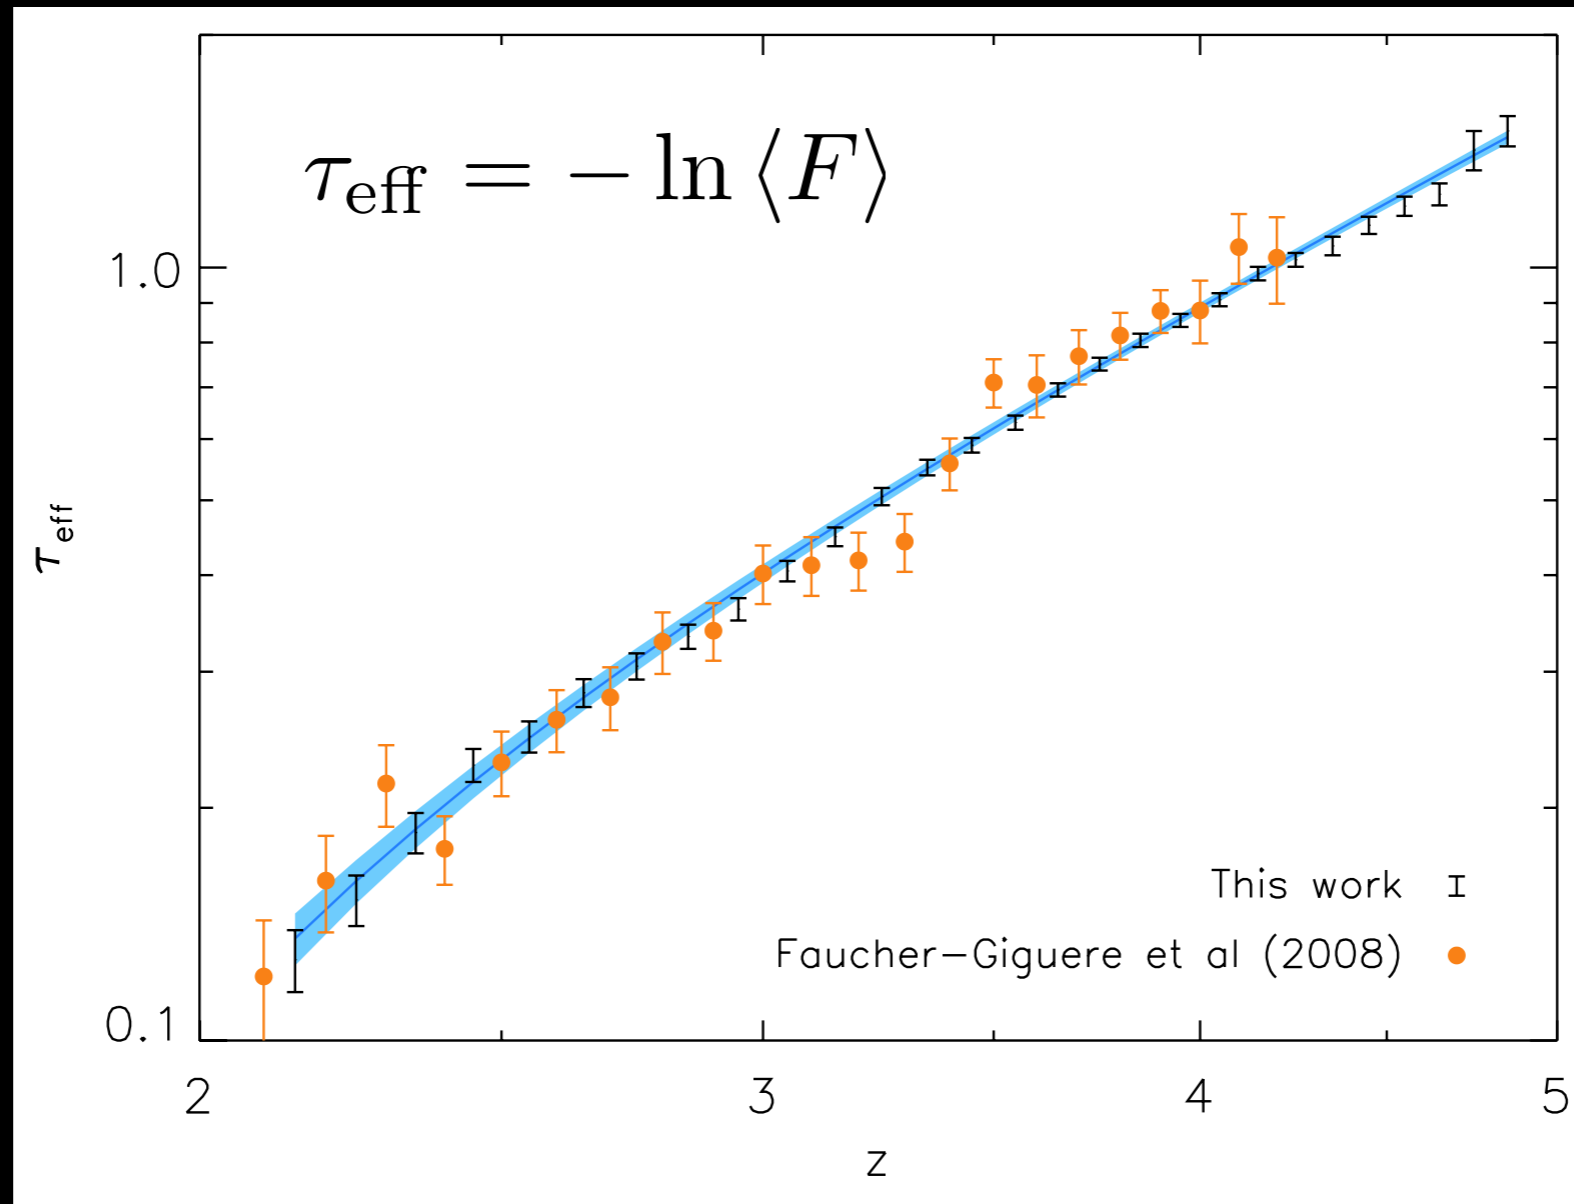 τeff = − ln ⟨F⟩
1.0
τeff
This work
Faucher−Giguere et al (2008)
0.1
2 3 4 5
z